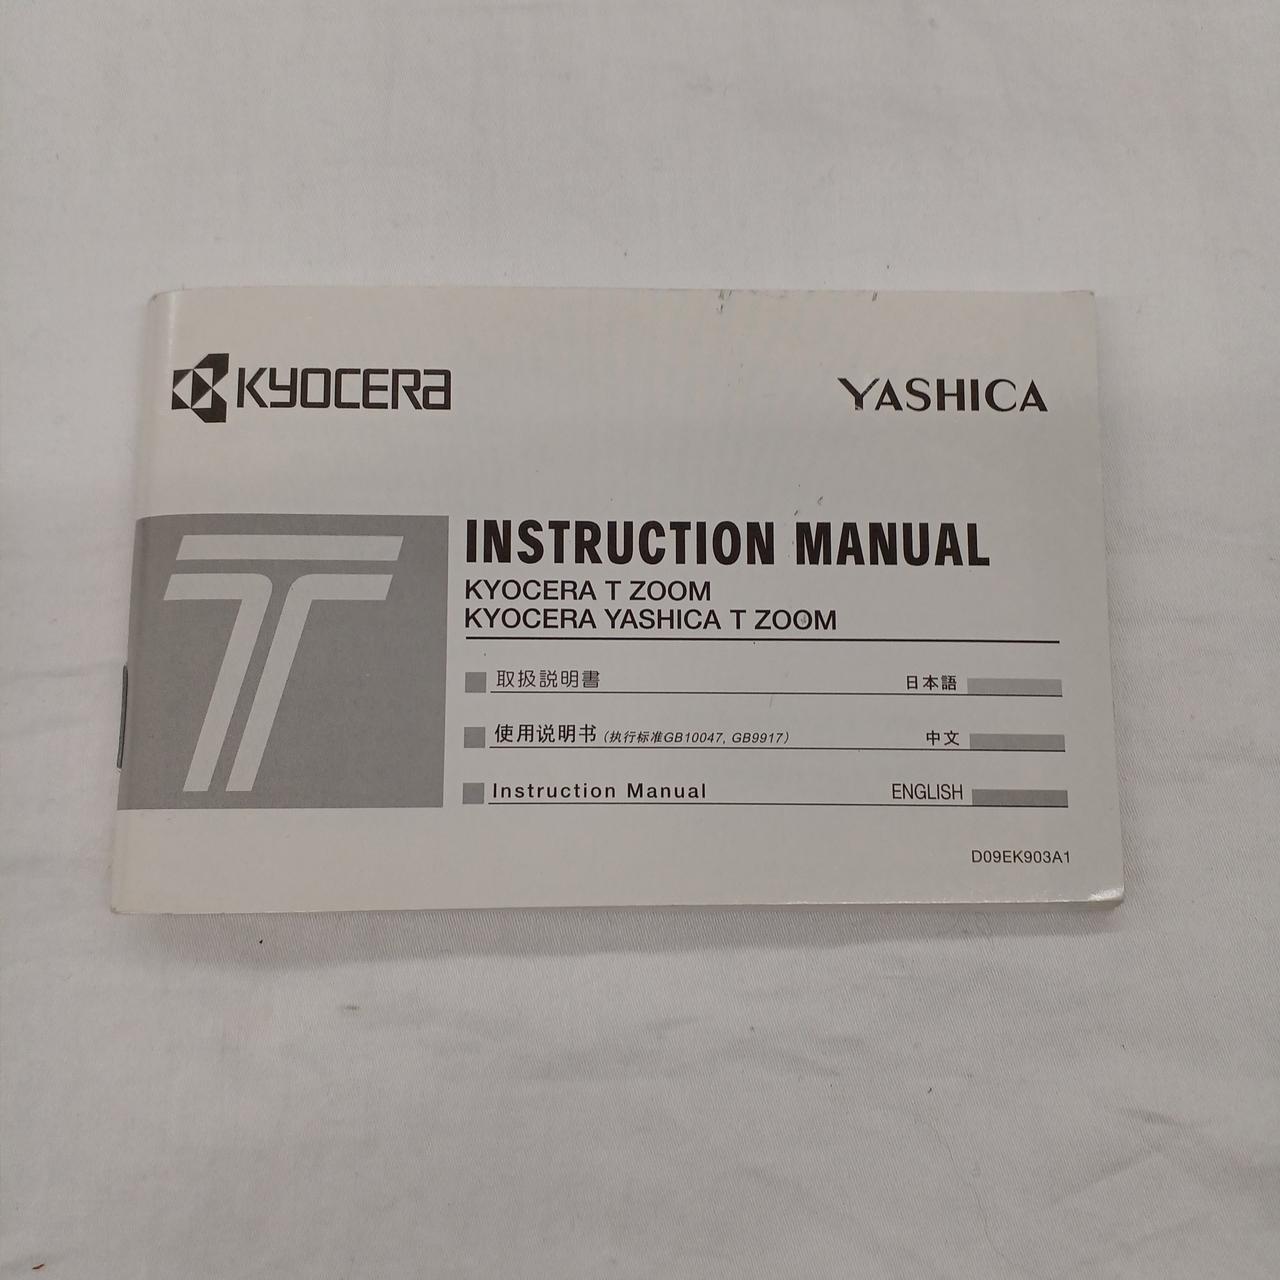 KYOCERA
YASHICA
T
INSTRUCTION MANUAL
KYOCERA T ZOOM
KYOCERA YASHICA T ZOOM
取扱説明書 日本語
使用说明书 (执行标准GB10047, GB9917) 中文
Instruction Manual ENGLISH
D09EK903A1